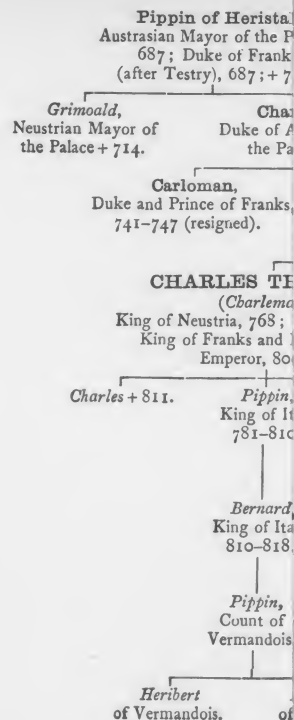 Pippin of Herista
Austrasian Mayor of the P
687; Duke of Frank
(after Testry), 687; + 7
Grimoald,
Neustrian Mayor of
the Palace + 714.
Cha
Duke of A
the Pa
Carloman,
Duke and Prince of Franks,
741–747 (resigned).
CHARLES TH
(Charlema
King of Neustria, 768;
King of Franks and
Emperor, 80
Charles + 811.
Pippin,
King of It
781–810
Bernard,
King of Ita
810–818.
Pippin,
Count of
Vermandois
Heribert
of Vermandois.
of